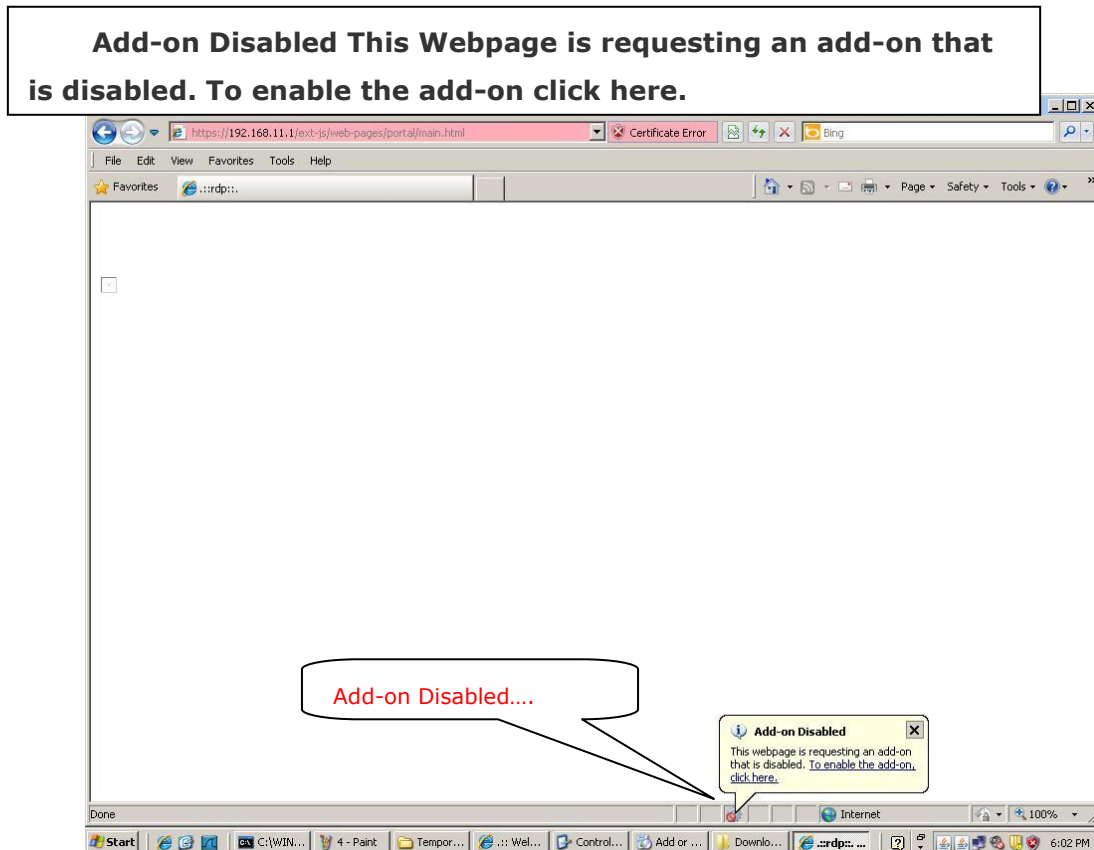 Add-on Disabled This Webpage is requesting an add-on that
is disabled. To enable the add-on click here.
https://192.168.11.1/ext-js/web-pages/portal/main.html
Certificate Error
Bing
File Edit View Favorites Tools Help
Favorites
.::rdp::.
Page
Safety
Tools
Add-on Disabled....
Add-on Disabled
This webpage is requesting an add-on
that is disabled. To enable the add-on,
click here.
Done
Internet
100%
Start
C:\WIN...
4 - Paint
Tempor...
.:: Wel...
Control...
Add or ...
Downlo...
.::rdp::. ...
6:02 PM